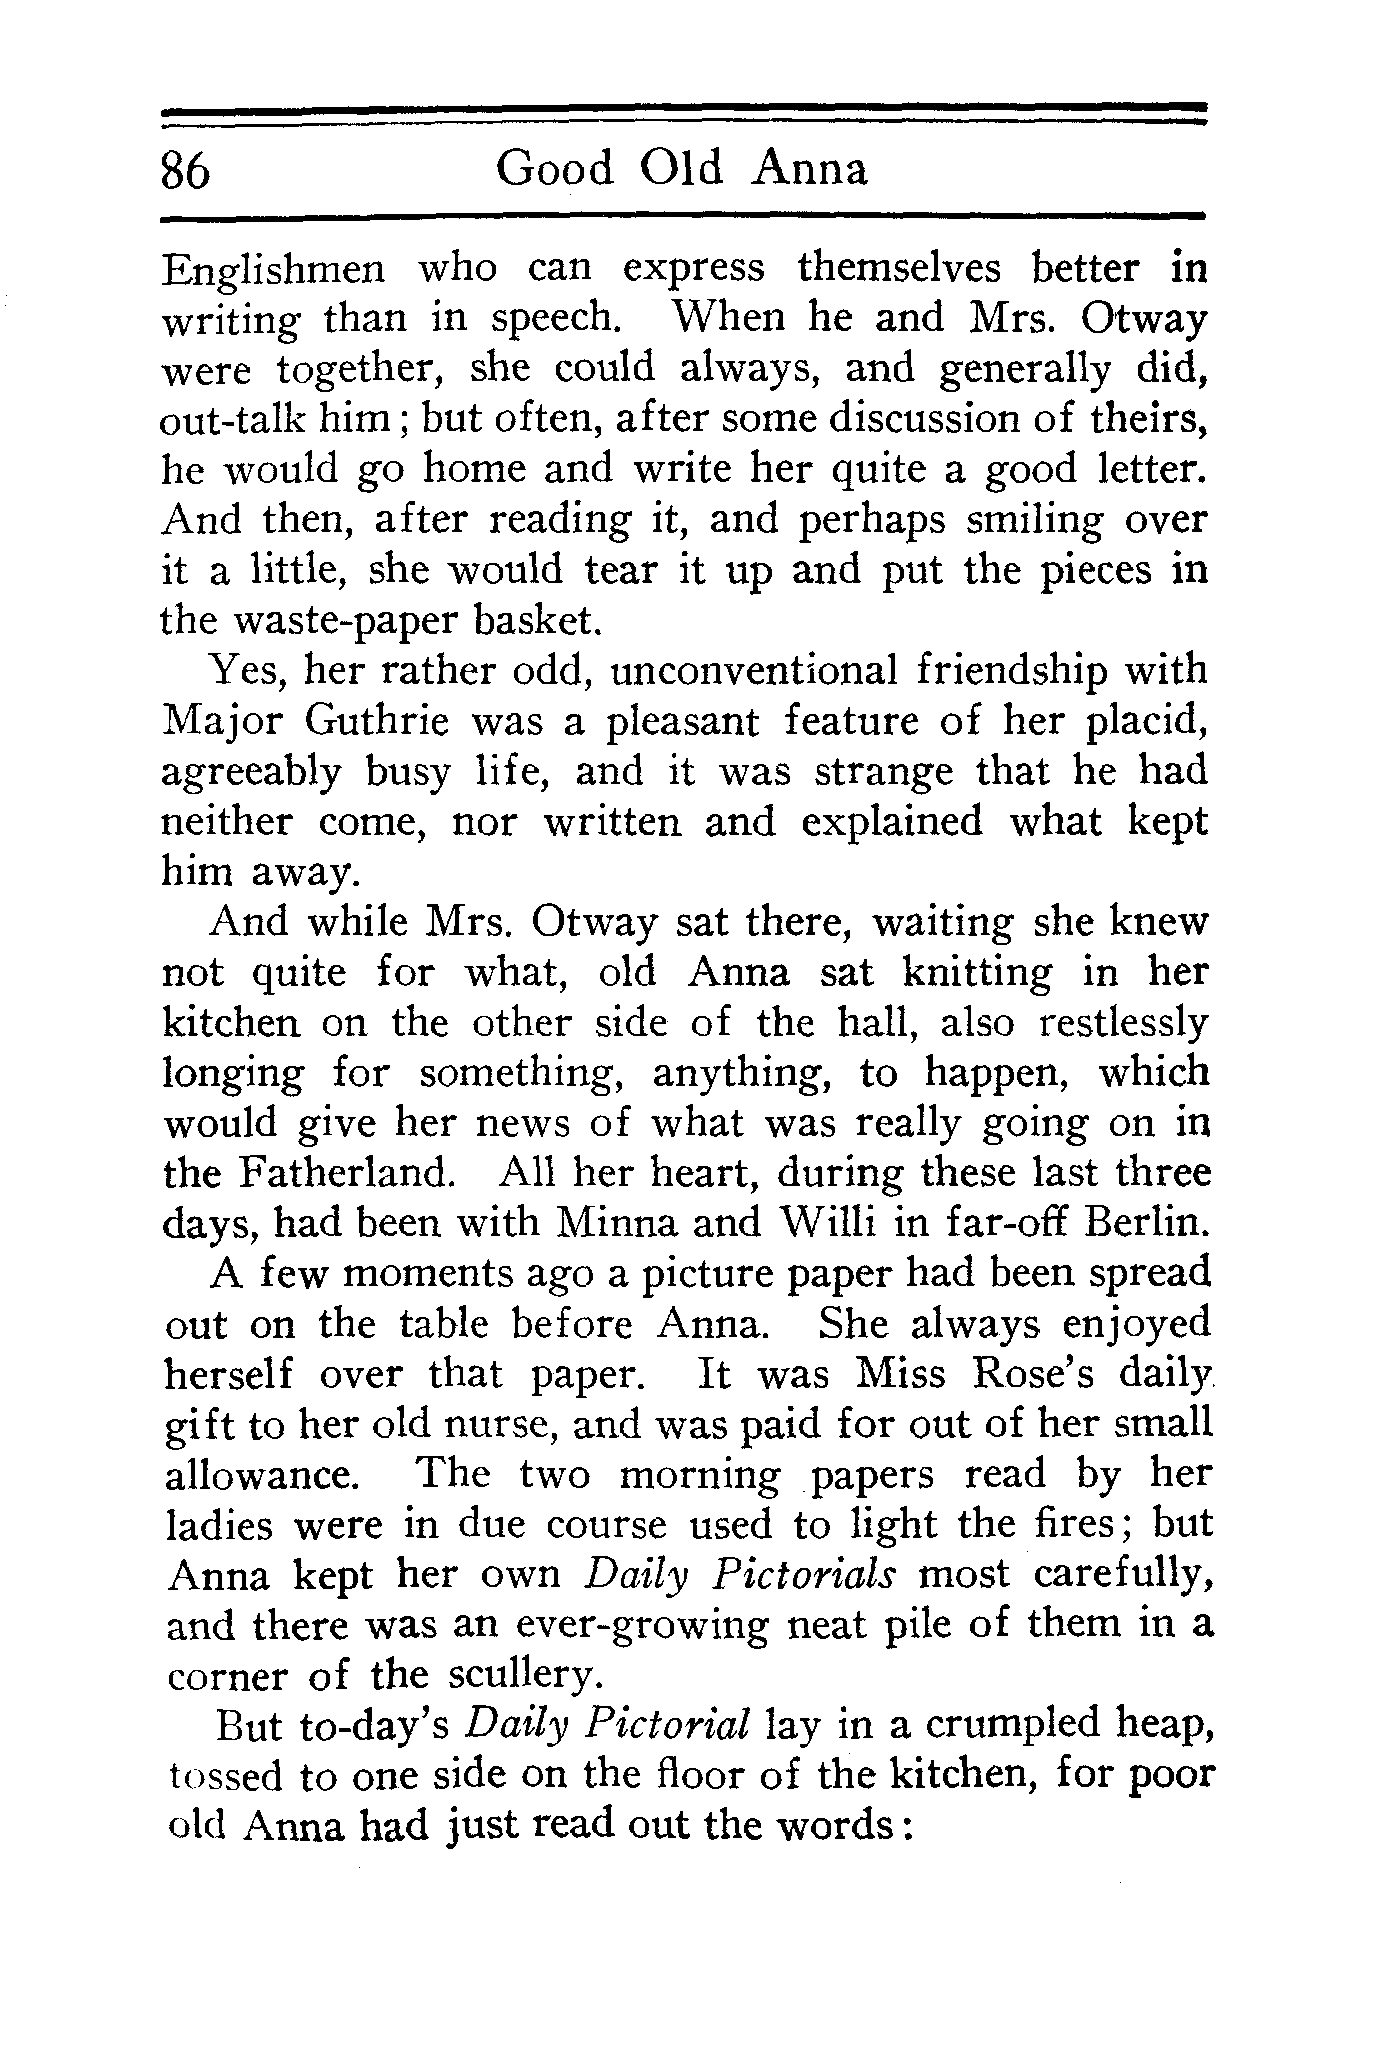 86 Good Old Anna
Englishmen who can express themselves better in
writing than in speech. When he and Mrs. Otway
were together, she could always, and generally did,
out-talk him; but often, after some discussion of theirs,
he would go home and write her quite a good letter.
And then, after reading it, and perhaps smiling over
it a little, she would tear it up and put the pieces in
the waste-paper basket.
Yes, her rather odd, unconventional friendship with
Major Guthrie was a pleasant feature of her placid,
agreeably busy life, and it was strange that he had
neither come, nor written and explained what kept
him away.
And while Mrs. Otway sat there, waiting she knew
not quite for what, old Anna sat knitting in her
kitchen on the other side of the hall, also restlessly
longing for something, anything, to happen, which
would give her news of what was really going on in
the Fatherland. All her heart, during these last three
days, had been with Minna and Willi in far-off Berlin.
A few moments ago a picture paper had been spread
out on the table before Anna. She always enjoyed
herself over that paper. It was Miss Rose's daily
gift to her old nurse, and was paid for out of her small
allowance. The two morning papers read by her
ladies were in due course used to light the fires; but
Anna kept her own Daily Pictorials most carefully,
and there was an ever-growing neat pile of them in a
corner of the scullery.
But to-day's Daily Pictorial lay in a crumpled heap,
tossed to one side on the floor of the kitchen, for poor
old Anna had just read out the words: